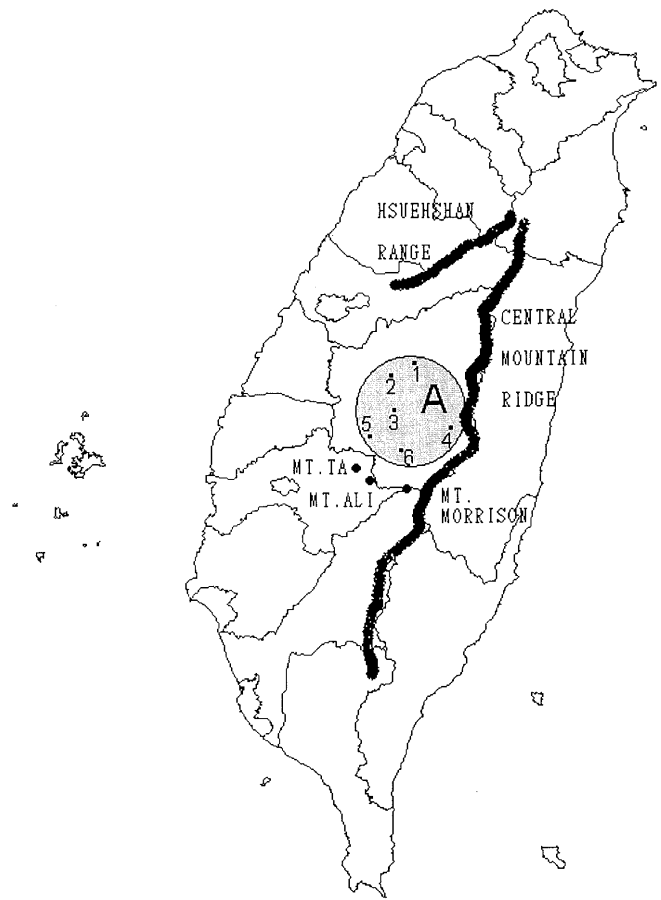 HSUEHSHAN
RANGE
CENTRAL
MOUNTAIN
RIDGE
1
2
A
3
5
4
6
MT.TA
MT.ALI
MT.
MORRISON